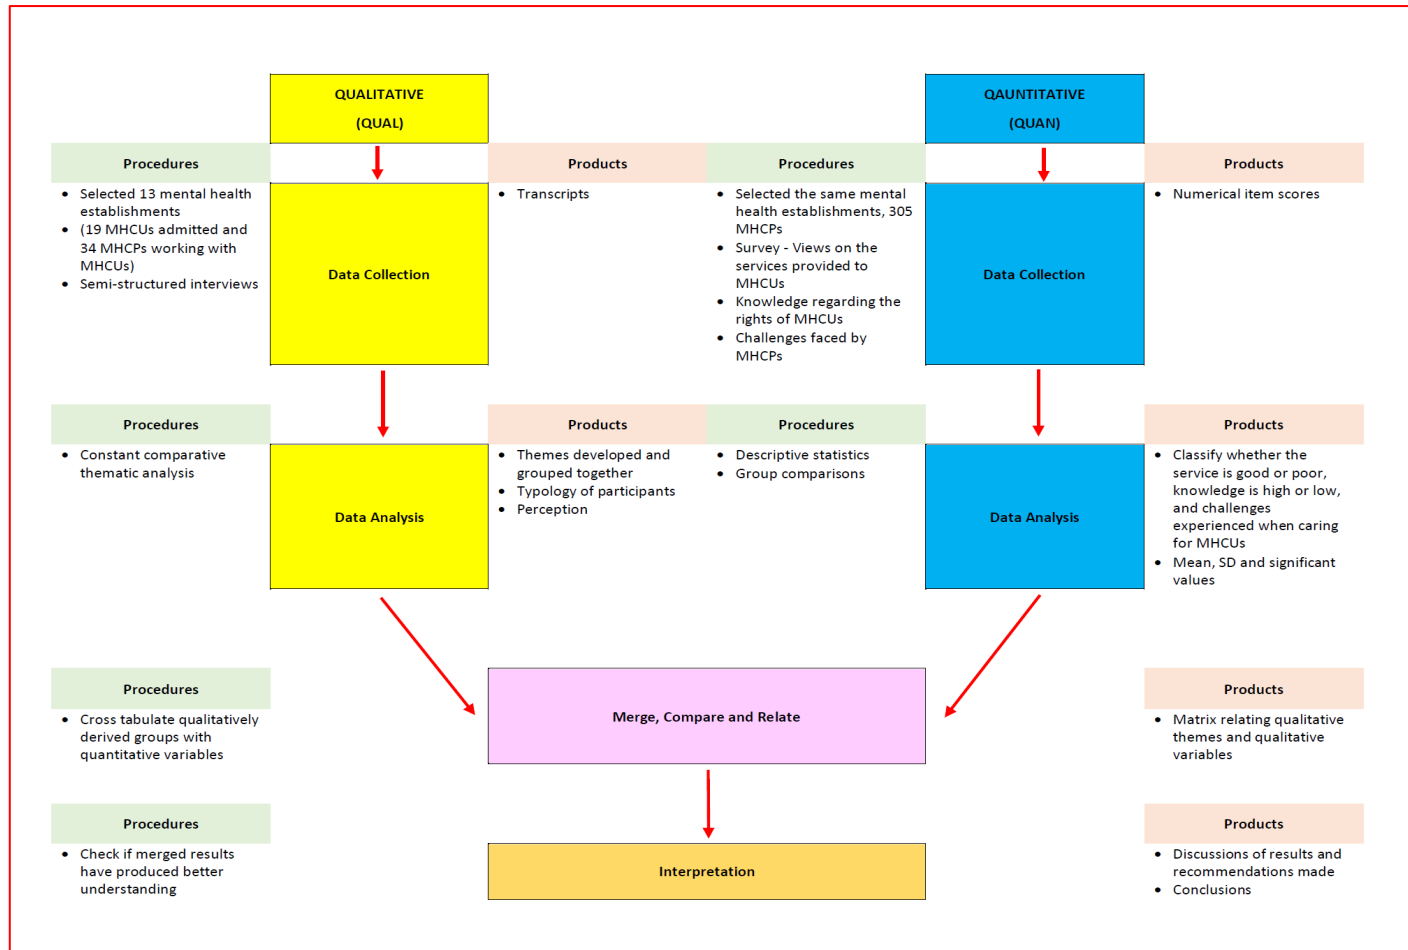 QUALITATIVE
(QUAL)
QAUNTITATIVE
(QUAN)
Procedures
Products
Procedures
Products
• Selected 13 mental health
establishments
• (19 MHCUs admitted and
34 MHCPs working with
MHCUs)
• Semi-structured interviews
Data Collection
• Transcripts
• Selected the same mental
health establishments, 305
MHCPs
• Survey - Views on the
services provided to
MHCUs
• Knowledge regarding the
rights of MHCUs
• Challenges faced by
MHCPs
Data Collection
• Numerical item scores
Procedures
Products
Procedures
Products
• Constant comparative
thematic analysis
Data Analysis
• Themes developed and
grouped together
• Typology of participants
• Perception
• Descriptive statistics
• Group comparisons
Data Analysis
• Classify whether the
service is good or poor,
knowledge is high or low,
and challenges
experienced when caring
for MHCUs
• Mean, SD and significant
values
Procedures
• Cross tabulate qualitatively
derived groups with
quantitative variables
Merge, Compare and Relate
Products
• Matrix relating qualitative
themes and qualitative
variables
Procedures
• Check if merged results
have produced better
understanding
Interpretation
Products
• Discussions of results and
recommendations made
• Conclusions